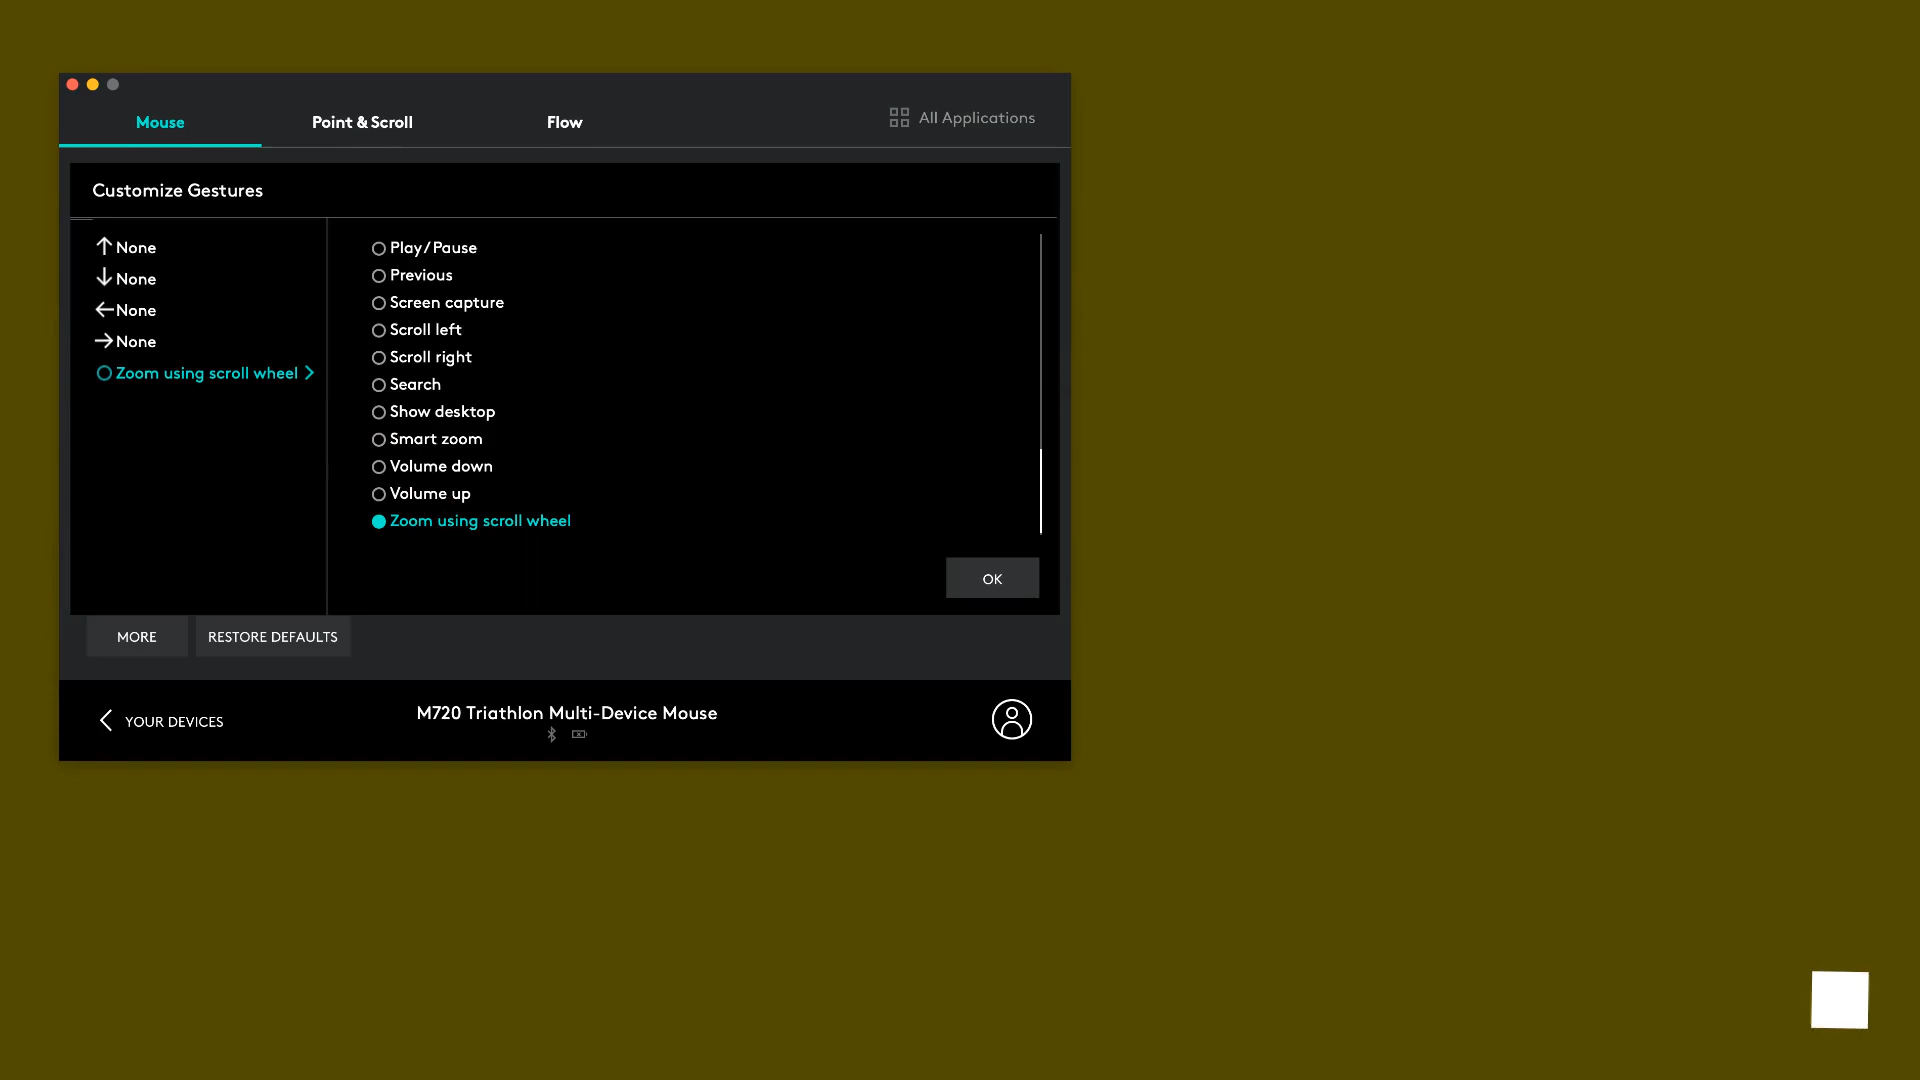 Mouse
Point & Scroll
Flow
All Applications
Customize Gestures
None
None
None
None
Zoom using scroll wheel
Play/Pause
Previous
Screen capture
Scroll left
Scroll right
Search
Show desktop
Smart zoom
Volume down
Volume up
Zoom using scroll wheel
OK
MORE
RESTORE DEFAULTS
YOUR DEVICES
M720 Triathlon Multi-Device Mouse